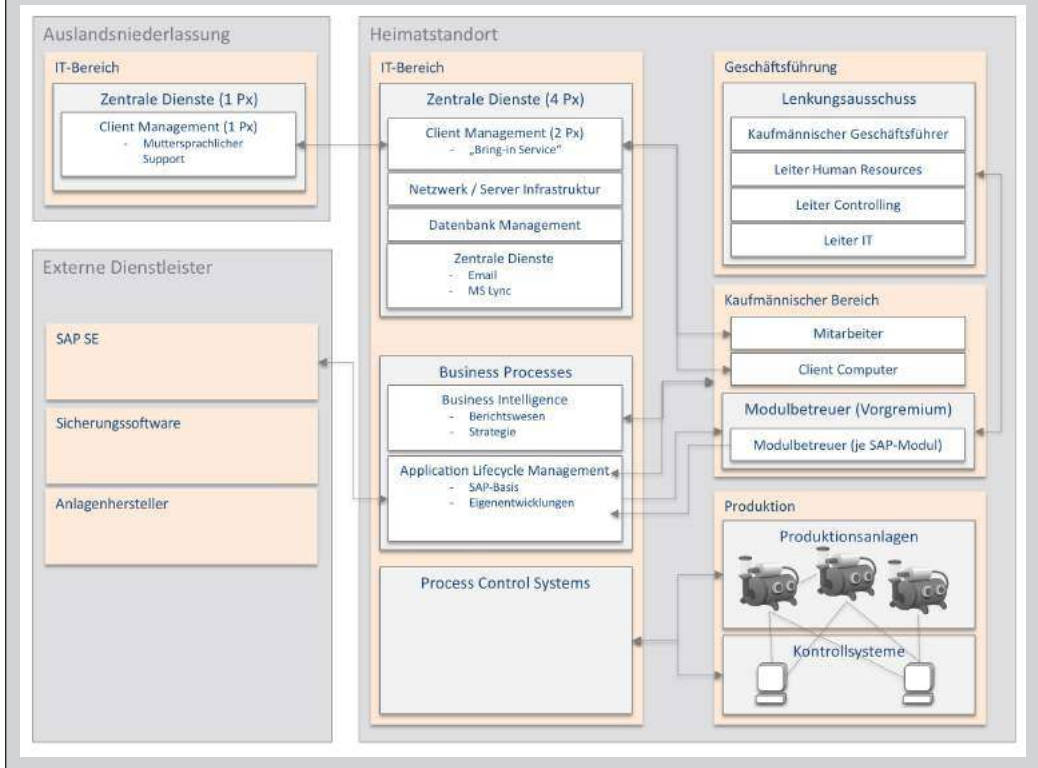 Auslandsniederlassung
IT-Bereich
Zentrale Dienste (1 Px)
Client Management (1 Px)
- Muttersprachlicher
Support
Externe Dienstleister
SAP SE
Sicherungssoftware
Anlagenhersteller
Heimatstandort
IT-Bereich
Zentrale Dienste (4 Px)
Client Management (2 Px)
- „Bring-in Service“
Netzwerk / Server Infrastruktur
Datenbank Management
Zentrale Dienste
- Email
- MS Lync
Business Processes
Business Intelligence
- Berichtswesen
- Strategie
Application Lifecycle Management
- SAP-Basis
- Eigenentwicklungen
Process Control Systems
Geschäftsführung
Lenkungsausschuss
Kaufmännischer Geschäftsführer
Leiter Human Resources
Leiter Controlling
Leiter IT
Kaufmännischer Bereich
Mitarbeiter
Client Computer
Modulbetreuer (Vorgremium)
Modulbetreuer (je SAP-Modul)
Produktion
Produktionsanlagen
Kontrollsysteme